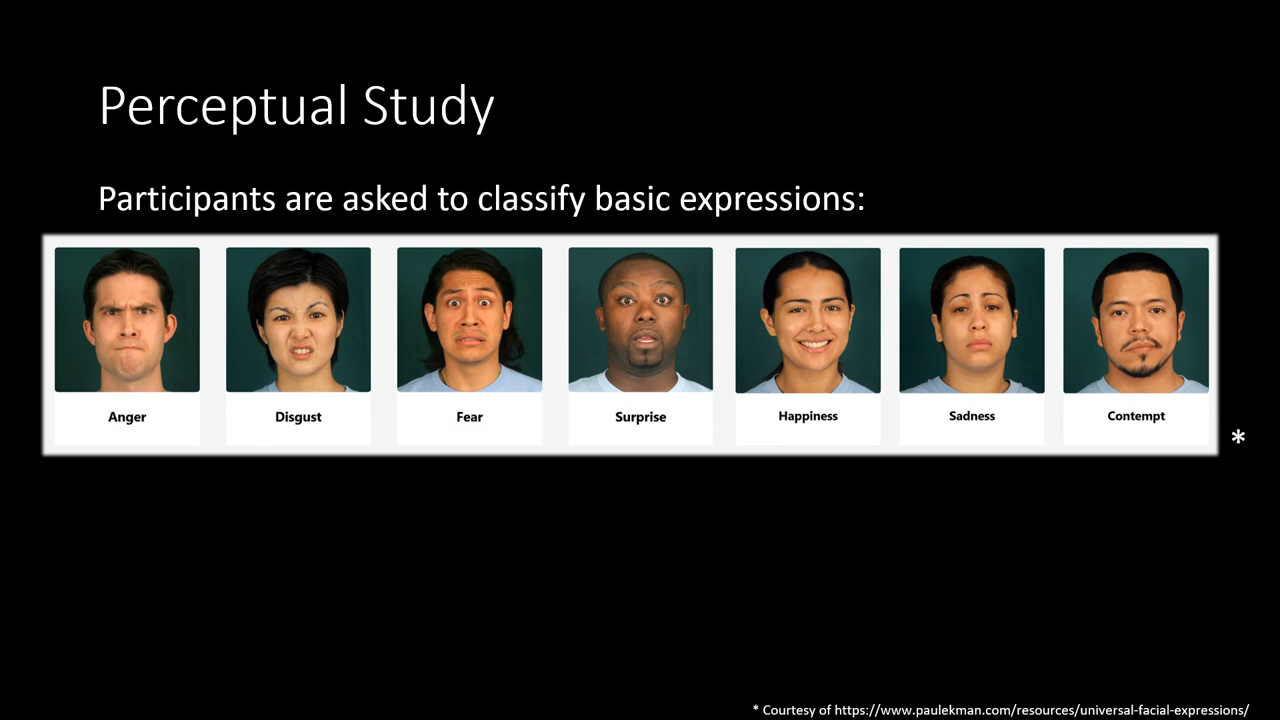 Perceptual Study
Participants are asked to classify basic expressions:
Anger Disgust Fear Surprise Happiness Sadness Contempt
*
* Courtesy of https://www.paulekman.com/resources/universal-facial-expressions/